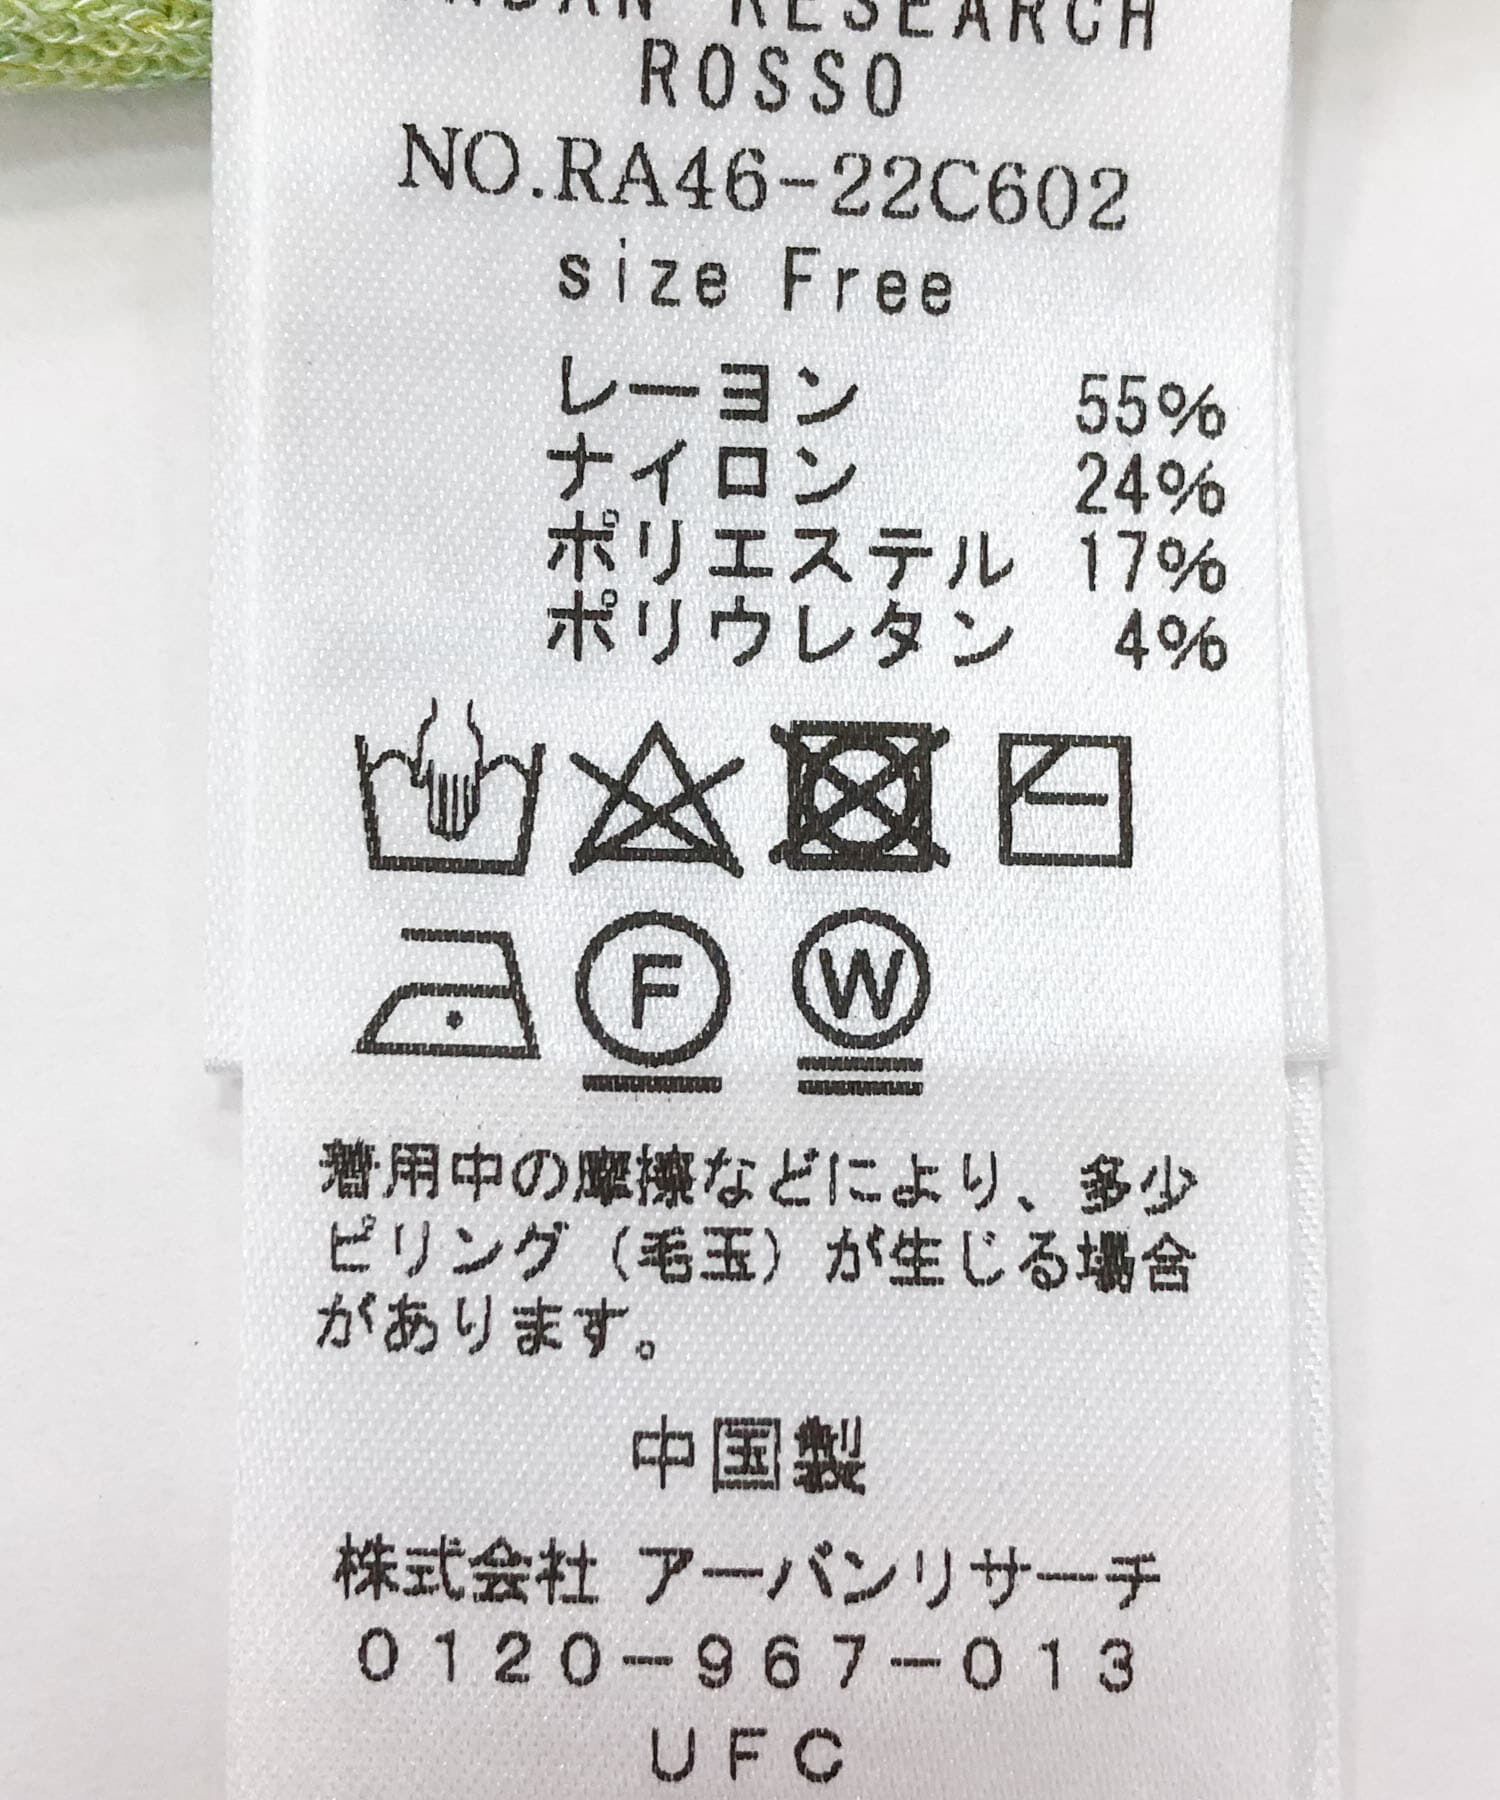 URBAN RESEARCH
ROSSO
NO.RA46-22C602
size Free
レーヨン 55%
ナイロン 24%
ポリエステル 17%
ポリウレタン 4%
F W
着用中の摩擦などにより、多少
ピリング（毛玉）が生じる場合
があります。
中国製
株式会社 アーバンリサーチ
0120-967-013
UFC